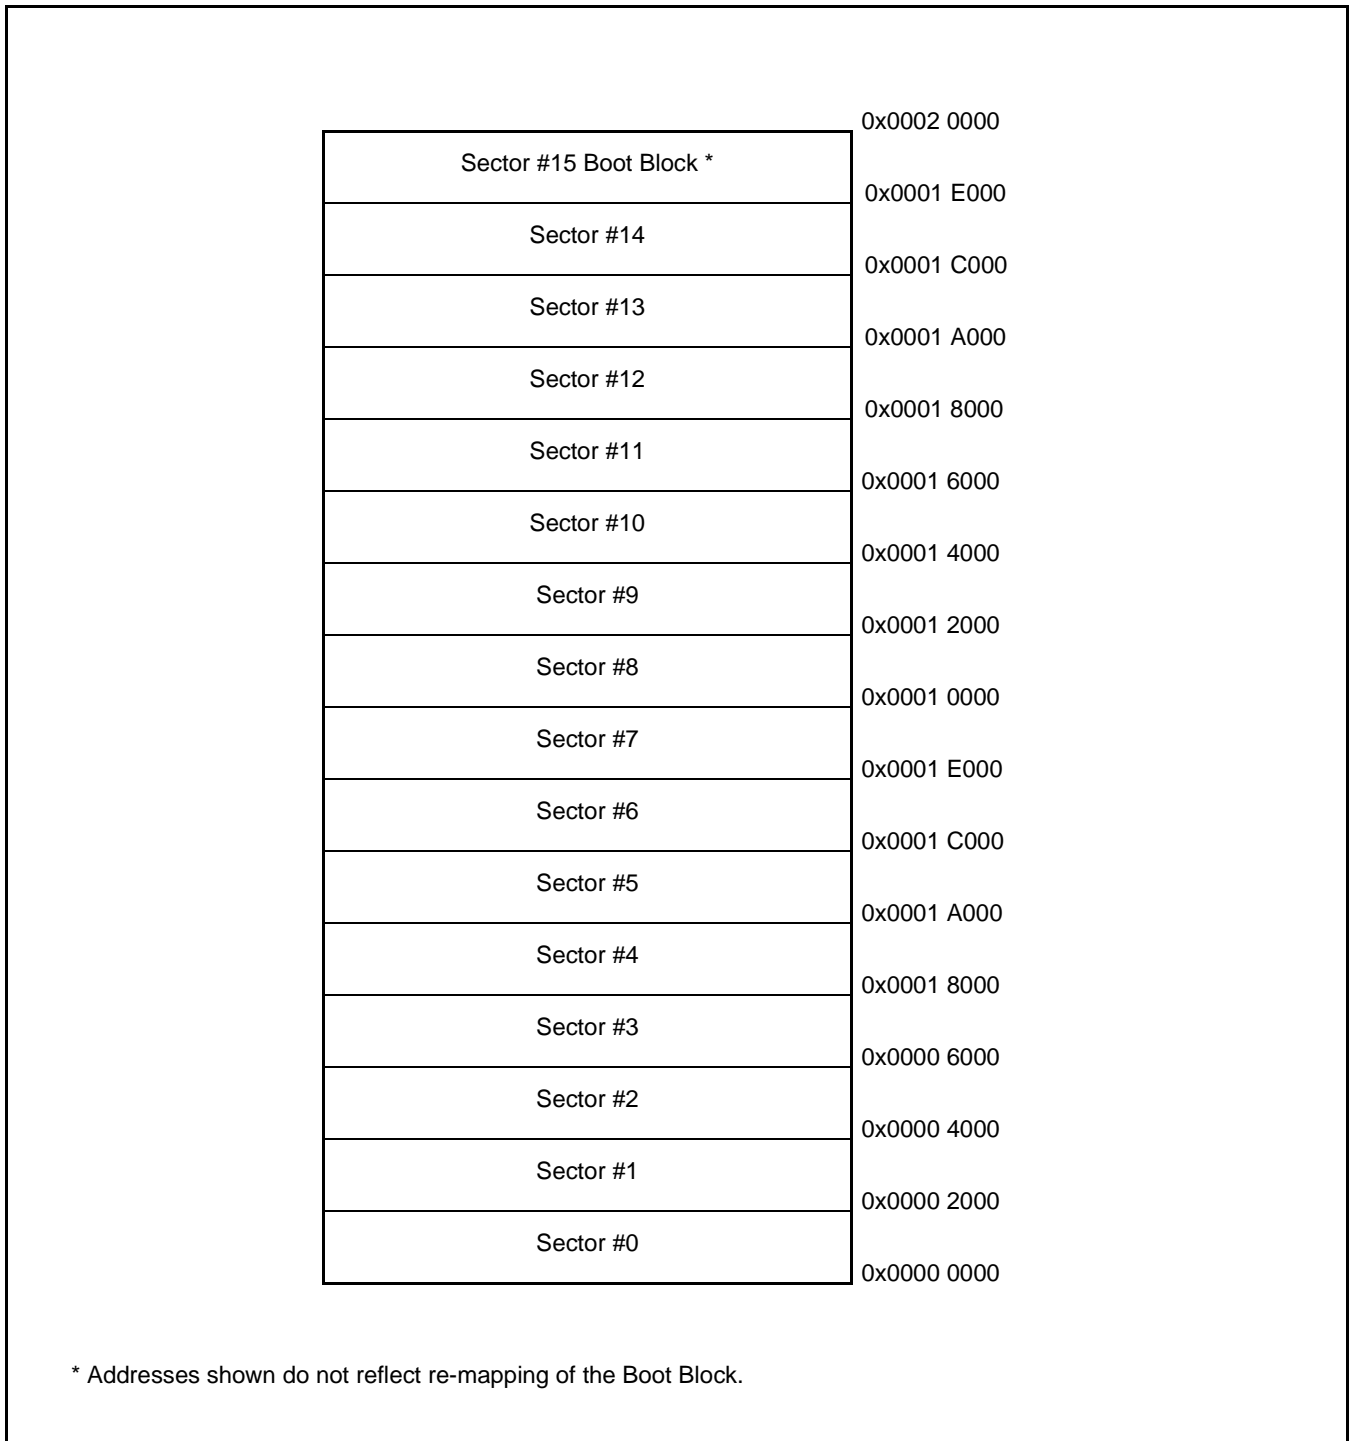 0x0002 0000
Sector #15 Boot Block *
0x0001 E000
Sector #14
0x0001 C000
Sector #13
0x0001 A000
Sector #12
0x0001 8000
Sector #11
0x0001 6000
Sector #10
0x0001 4000
Sector #9
0x0001 2000
Sector #8
0x0001 0000
Sector #7
0x0001 E000
Sector #6
0x0001 C000
Sector #5
0x0001 A000
Sector #4
0x0001 8000
Sector #3
0x0000 6000
Sector #2
0x0000 4000
Sector #1
0x0000 2000
Sector #0
0x0000 0000
* Addresses shown do not reflect re-mapping of the Boot Block.